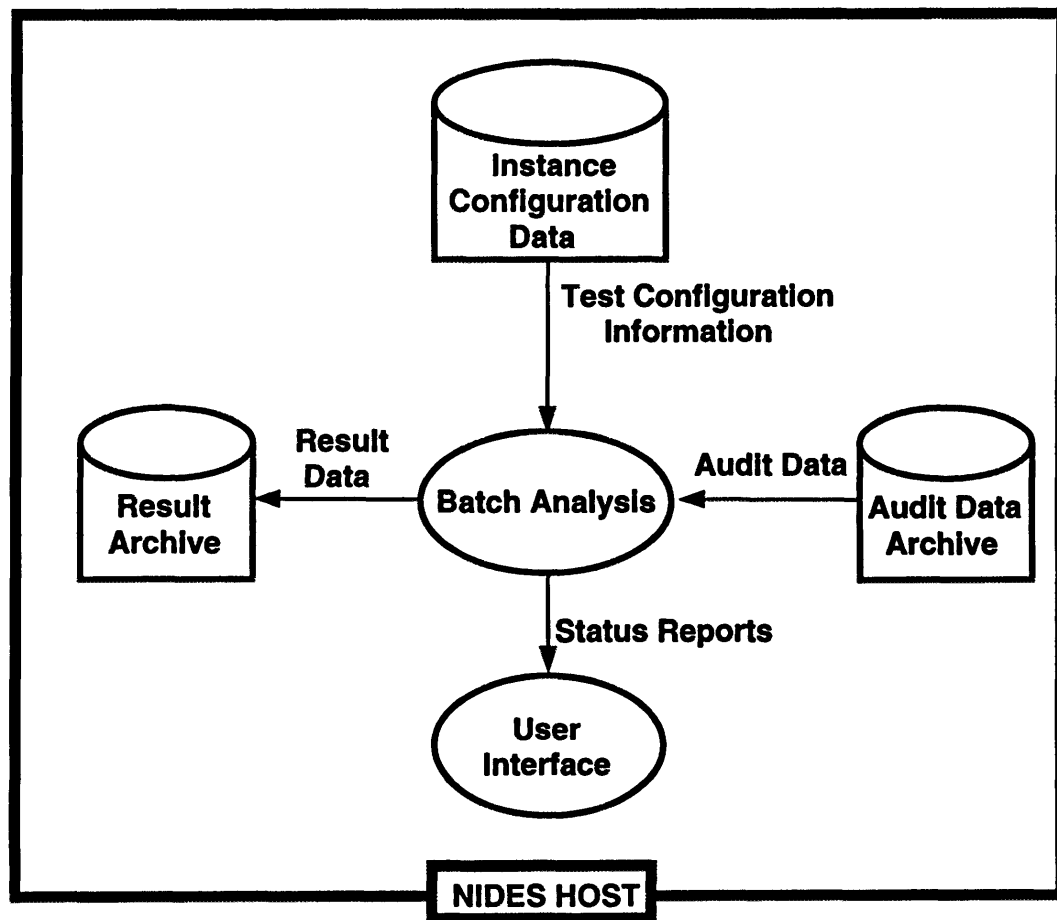 Instance
Configuration
Data
Test Configuration
Information
Result
Data
Audit Data
Result
Archive
Batch Analysis
Audit Data
Archive
Status Reports
User
Interface
NIDES HOST